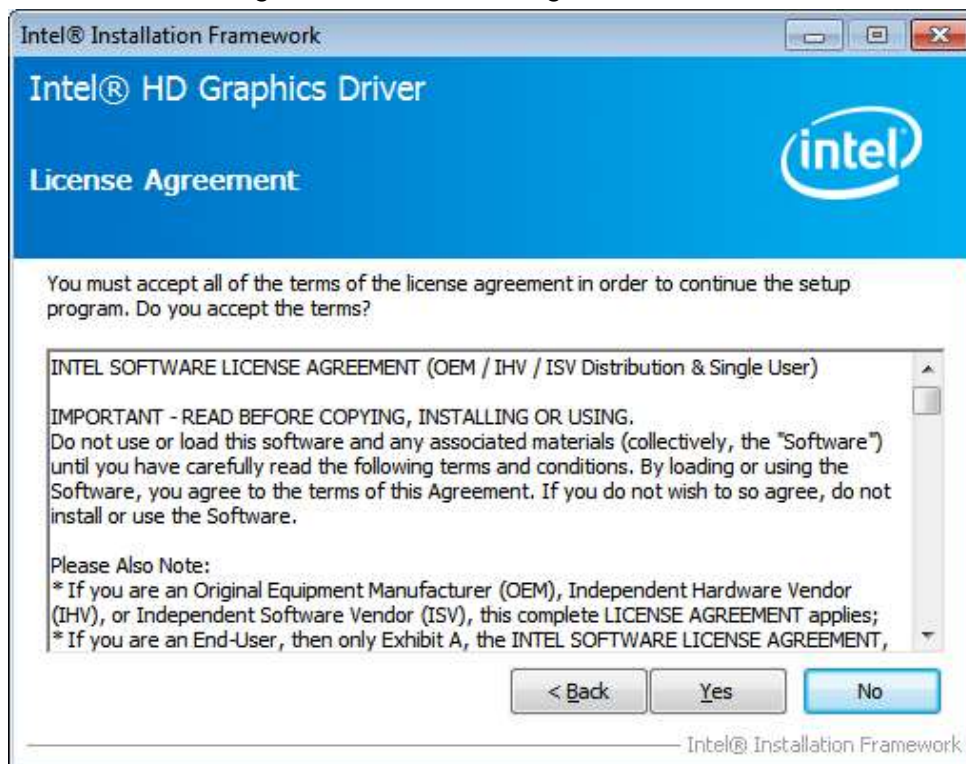 Intel® Installation Framework
Intel® HD Graphics Driver
intel
License Agreement
You must accept all of the terms of the license agreement in order to continue the setup
program. Do you accept the terms?
INTEL SOFTWARE LICENSE AGREEMENT (OEM / IHV / ISV Distribution & Single User)
IMPORTANT - READ BEFORE COPYING, INSTALLING OR USING.
Do not use or load this software and any associated materials (collectively, the "Software")
until you have carefully read the following terms and conditions. By loading or using the
Software, you agree to the terms of this Agreement. If you do not wish to so agree, do not
install or use the Software.
Please Also Note:
* If you are an Original Equipment Manufacturer (OEM), Independent Hardware Vendor
(IHV), or Independent Software Vendor (ISV), this complete LICENSE AGREEMENT applies;
* If you are an End-User, then only Exhibit A, the INTEL SOFTWARE LICENSE AGREEMENT,
< Back Yes No
Intel® Installation Framework